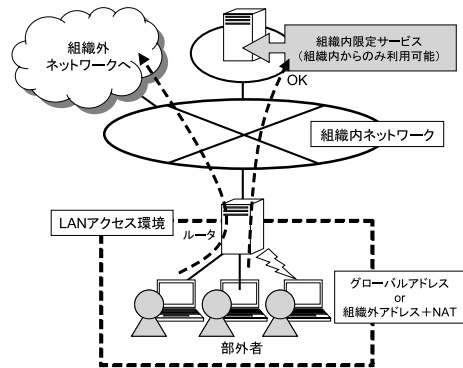 組織外
ネットワークへ
組織内限定サービス
(組織内からのみ利用可能)
OK
組織内ネットワーク
LANアクセス環境
ルータ
グローバルアドレス
or
組織外アドレス+NAT
部外者